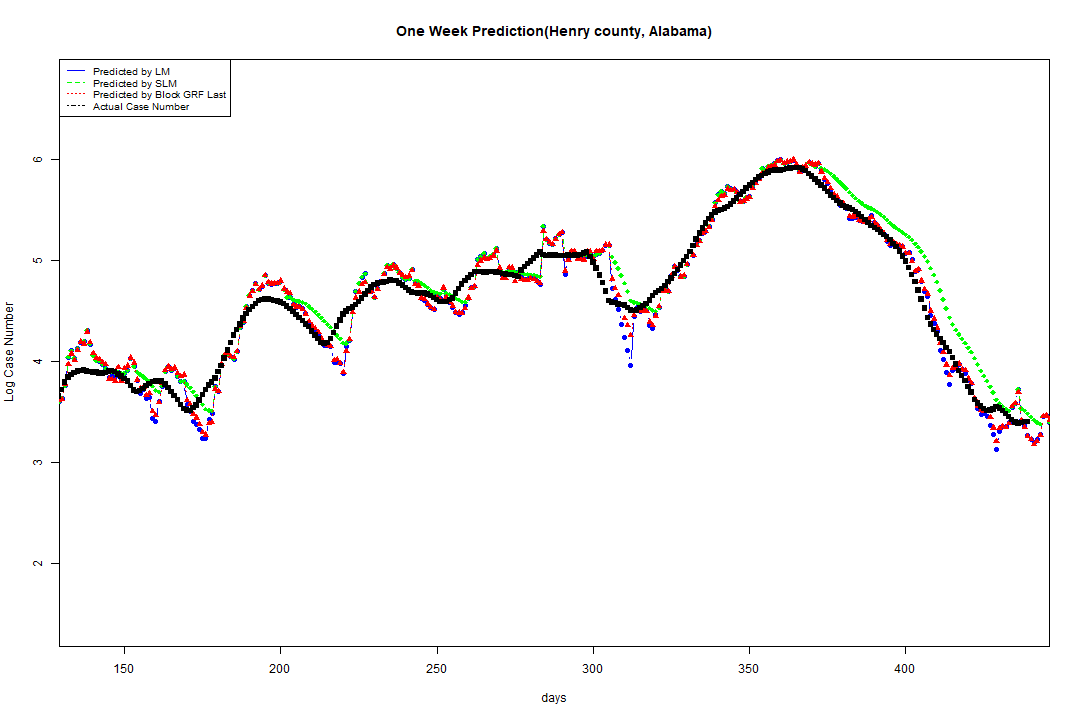 One Week Prediction(Henry county, Alabama)
Predicted by LM
Predicted by SLM
Predicted by Block GRF Last
Actual Case Number
Log Case Number
6
5
4
3
2
150 200 250 300 350 400
days